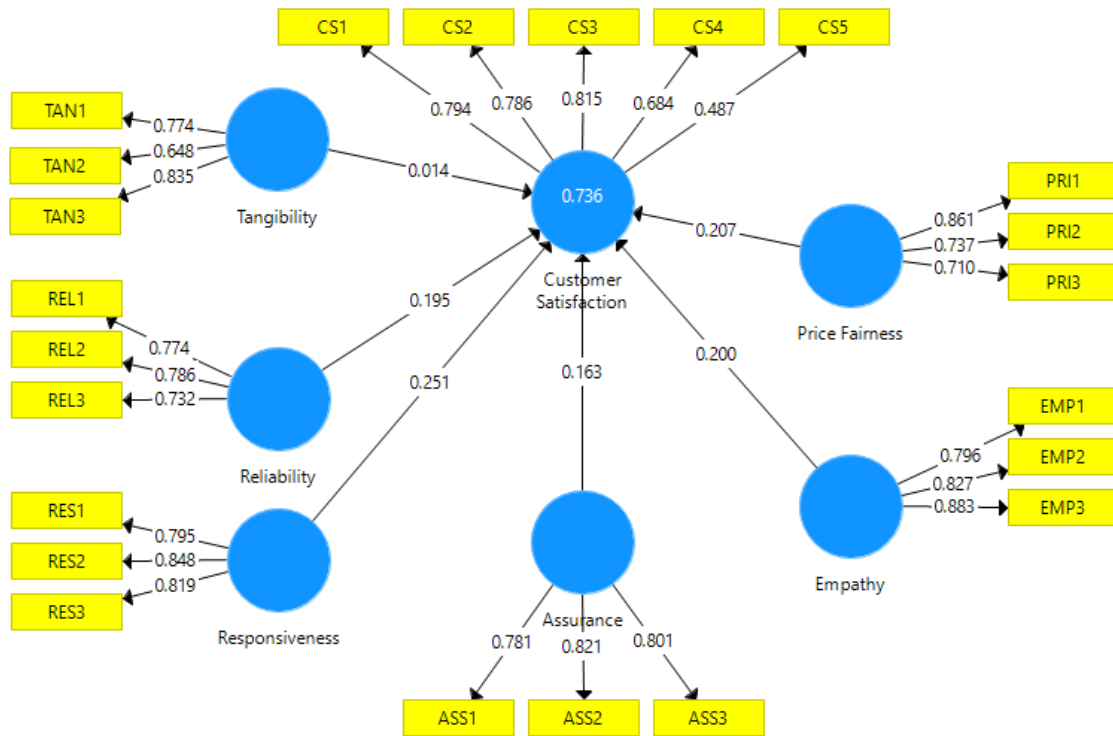 CS1
CS2
CS3
CS4
CS5
0.794
0.786
0.815
0.684
0.487
TAN1
TAN2
TAN3
0.774
0.648
0.835
Tangibility
0.014
0.736
Customer
Satisfaction
0.207
PRI1
PRI2
PRI3
0.861
0.737
0.710
Price Fairness
REL1
REL2
REL3
0.774
0.786
0.732
Reliability
0.195
0.251
0.163
0.200
EMP1
EMP2
EMP3
0.796
0.827
0.883
Empathy
RES1
RES2
RES3
0.795
0.848
0.819
Responsiveness
Assurance
0.781
0.821
0.801
ASS1
ASS2
ASS3